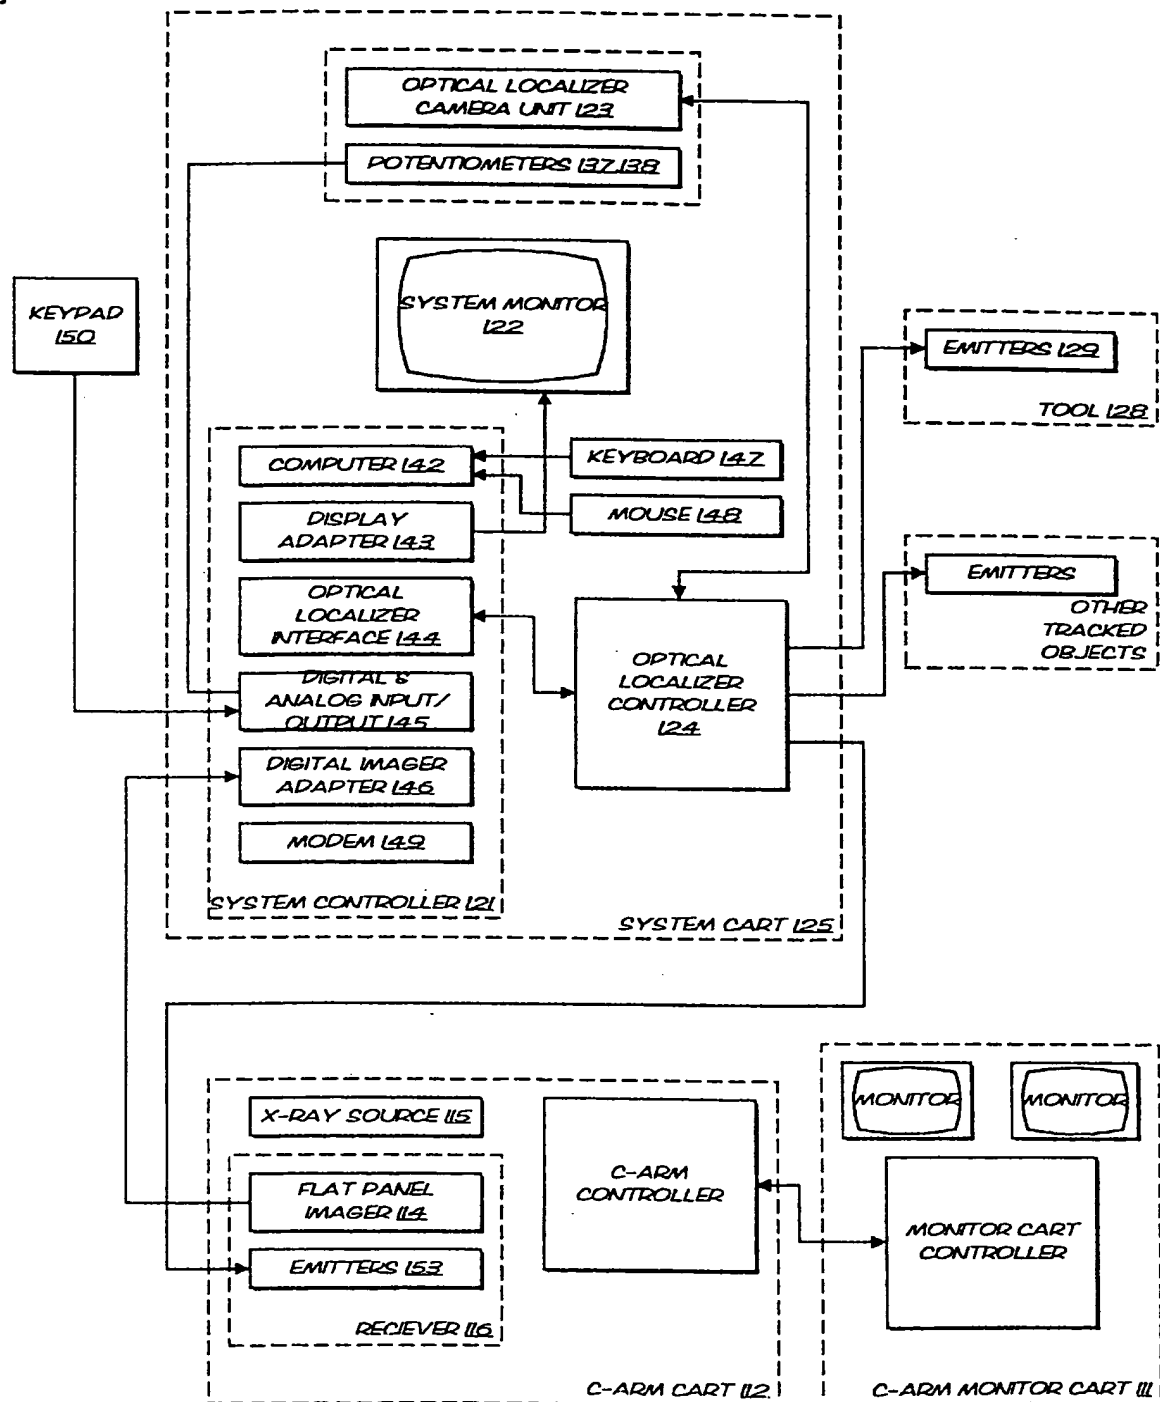 OPTICAL LOCALIZER
CAMERA UNIT 123
POTENTIOMETERS 137,138
SYSTEM MONITOR
122
KEYPAD
150
EMITTERS 129
TOOL 128
COMPUTER 142
KEYBOARD 147
DISPLAY
ADAPTER 143
MOUSE 148
OPTICAL
LOCALIZER
INTERFACE 144
EMITTERS
OTHER
TRACKED
OBJECTS
OPTICAL
LOCALIZER
CONTROLLER
124
DIGITAL &
ANALOG INPUT/
OUTPUT 145
DIGITAL IMAGER
ADAPTER 146
MODEM 149
SYSTEM CONTROLLER 121
SYSTEM CART 125
X-RAY SOURCE 115
FLAT PANEL
IMAGER 114
EMITTERS 153
RECIEVER 116
C-ARM
CONTROLLER
C-ARM CART 112
MONITOR
MONITOR
MONITOR CART
CONTROLLER
C-ARM MONITOR CART 111